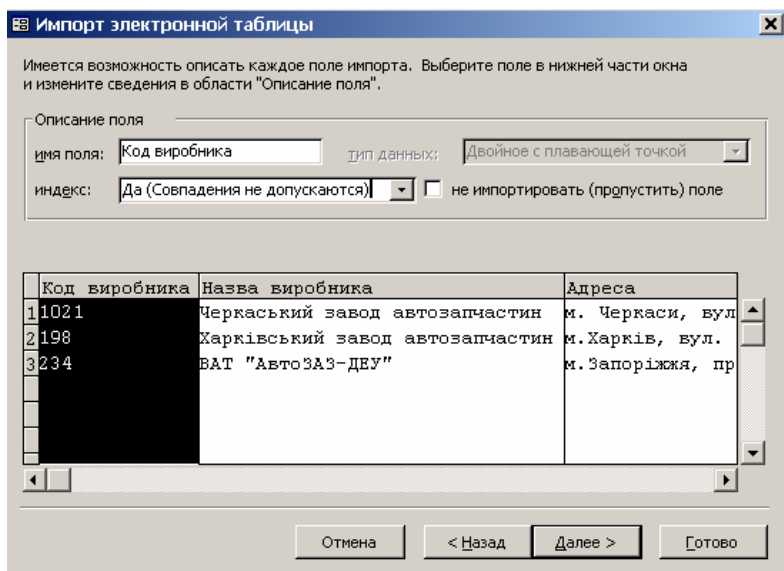 Импорт электронной таблицы
Имеется возможность описать каждое поле импорта. Выберите поле в нижней части окна
и измените сведения в области "Описание поля".
Описание поля
имя поля: Код виробника тип данных: Двойное с плавающей точкой
индекс: Да (Совпадения не допускаются) не импортировать (пропустить) поле
Код виробника Назва виробника Адреса
1 1021 Черкаський завод автозапчастин м. Черкаси, вул
2 198 Харківський завод автозапчастин м.Харків, вул.
3 234 ВАТ "АвтоЗАЗ-ДЕУ" м.Запоріжжя, пр
Отмена < Назад Далее > Готово